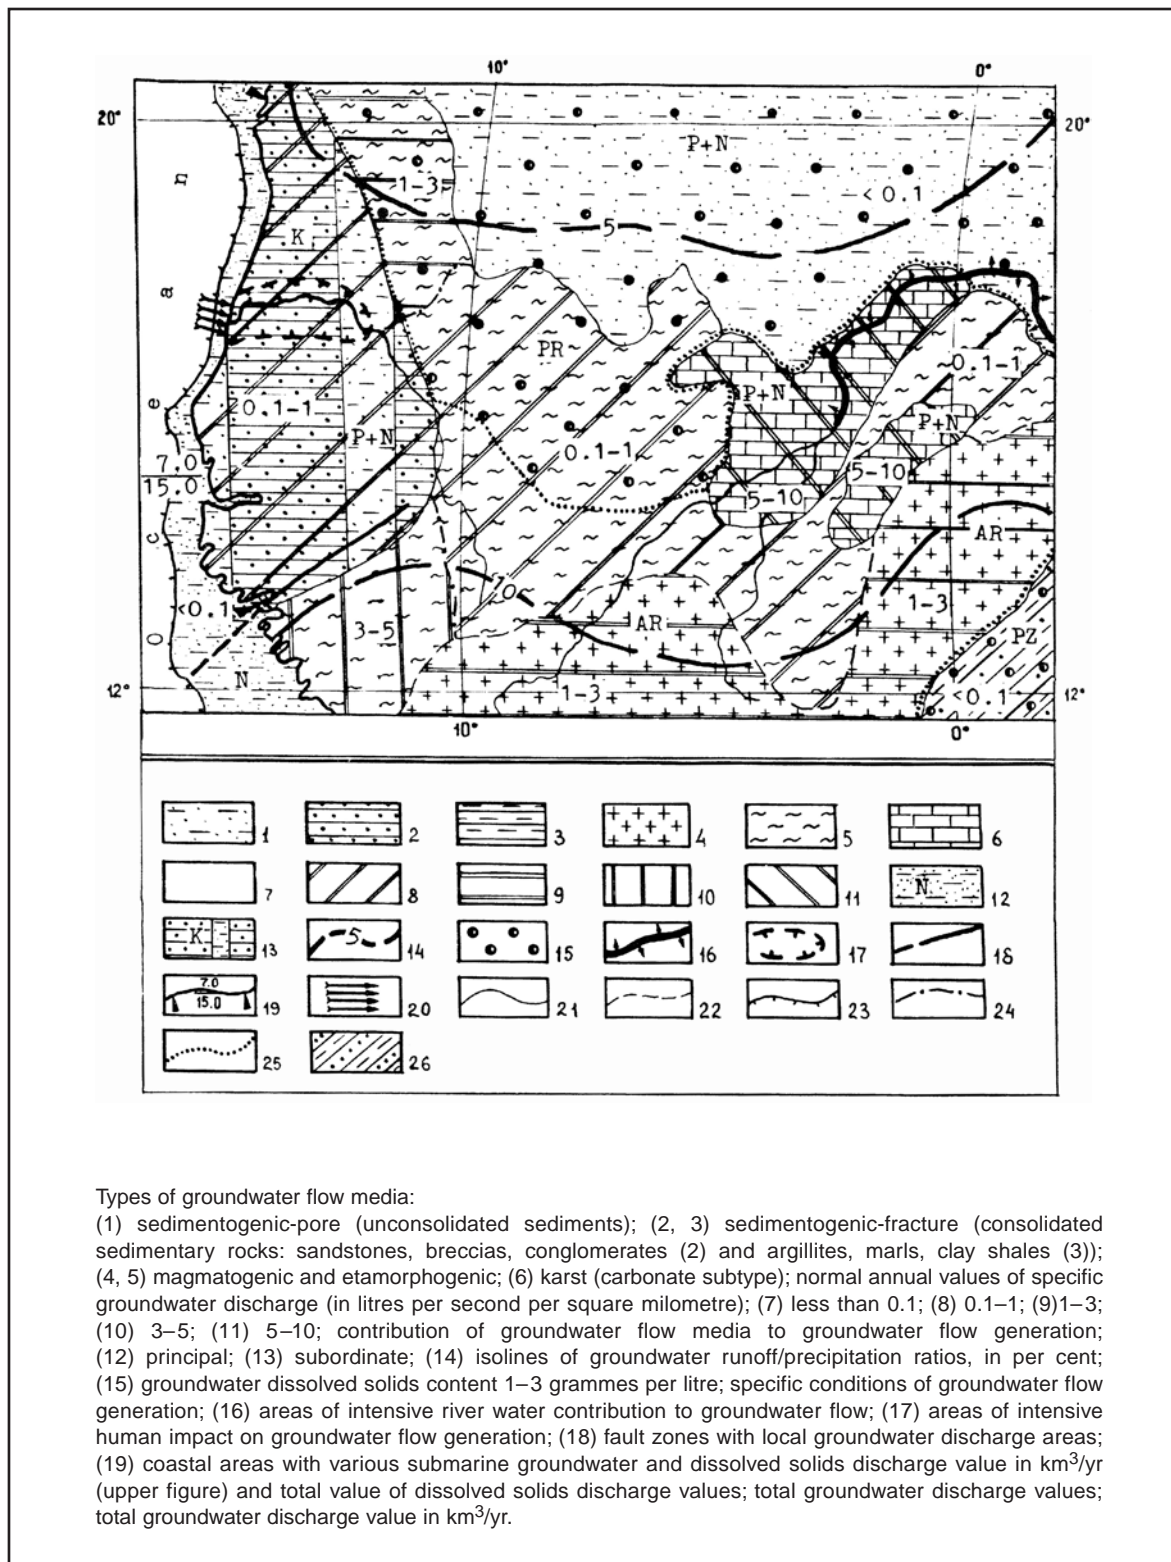 10°
0°
20°
20°
P+N
1-3
<0.1
5
K
n
a
PR
0.1-1
e
0.1-1
P+N
P+N
P+N
7.0
15.0
0.1-1
5-10
5-10
c
AR
10
<0.1
3-5
AR
1-3
PZ
O
N
12°
1-3
<0.1
12°
10°
0°
1
2
3
4
5
6
7
8
9
10
11
N
12
K
13
5
14
15
16
17
18
7.0
15.0
19
20
21
22
23
24
25
26
Types of groundwater flow media:
(1) sedimentogenic-pore (unconsolidated sediments); (2, 3) sedimentogenic-fracture (consolidated
sedimentary rocks: sandstones, breccias, conglomerates (2) and argillites, marls, clay shales (3));
(4, 5) magmatogenic and etamorphogenic; (6) karst (carbonate subtype); normal annual values of specific
groundwater discharge (in litres per second per square milometre); (7) less than 0.1; (8) 0.1–1; (9)1–3;
(10) 3–5; (11) 5–10; contribution of groundwater flow media to groundwater flow generation;
(12) principal; (13) subordinate; (14) isolines of groundwater runoff/precipitation ratios, in per cent;
(15) groundwater dissolved solids content 1–3 grammes per litre; specific conditions of groundwater flow
generation; (16) areas of intensive river water contribution to groundwater flow; (17) areas of intensive
human impact on groundwater flow generation; (18) fault zones with local groundwater discharge areas;
(19) coastal areas with various submarine groundwater and dissolved solids discharge value in km³/yr
(upper figure) and total value of dissolved solids discharge values; total groundwater discharge values;
total groundwater discharge value in km³/yr.